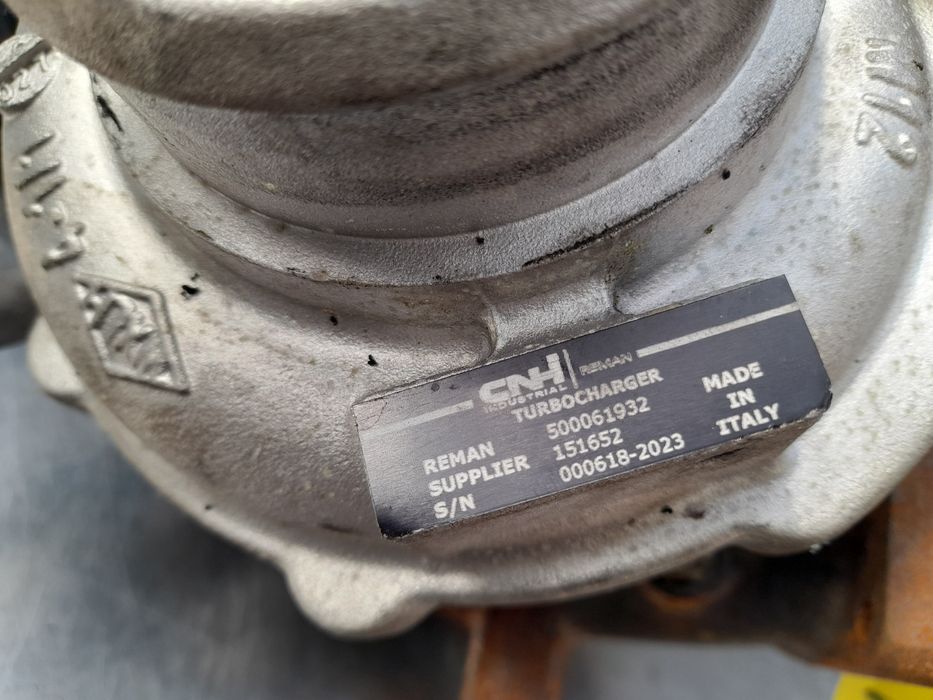 CNH | REMAN
INDUSTRIAL
TURBOCHARGER
REMAN 500061932 MADE
SUPPLIER 151652 IN
S/N 000618-2023 ITALY